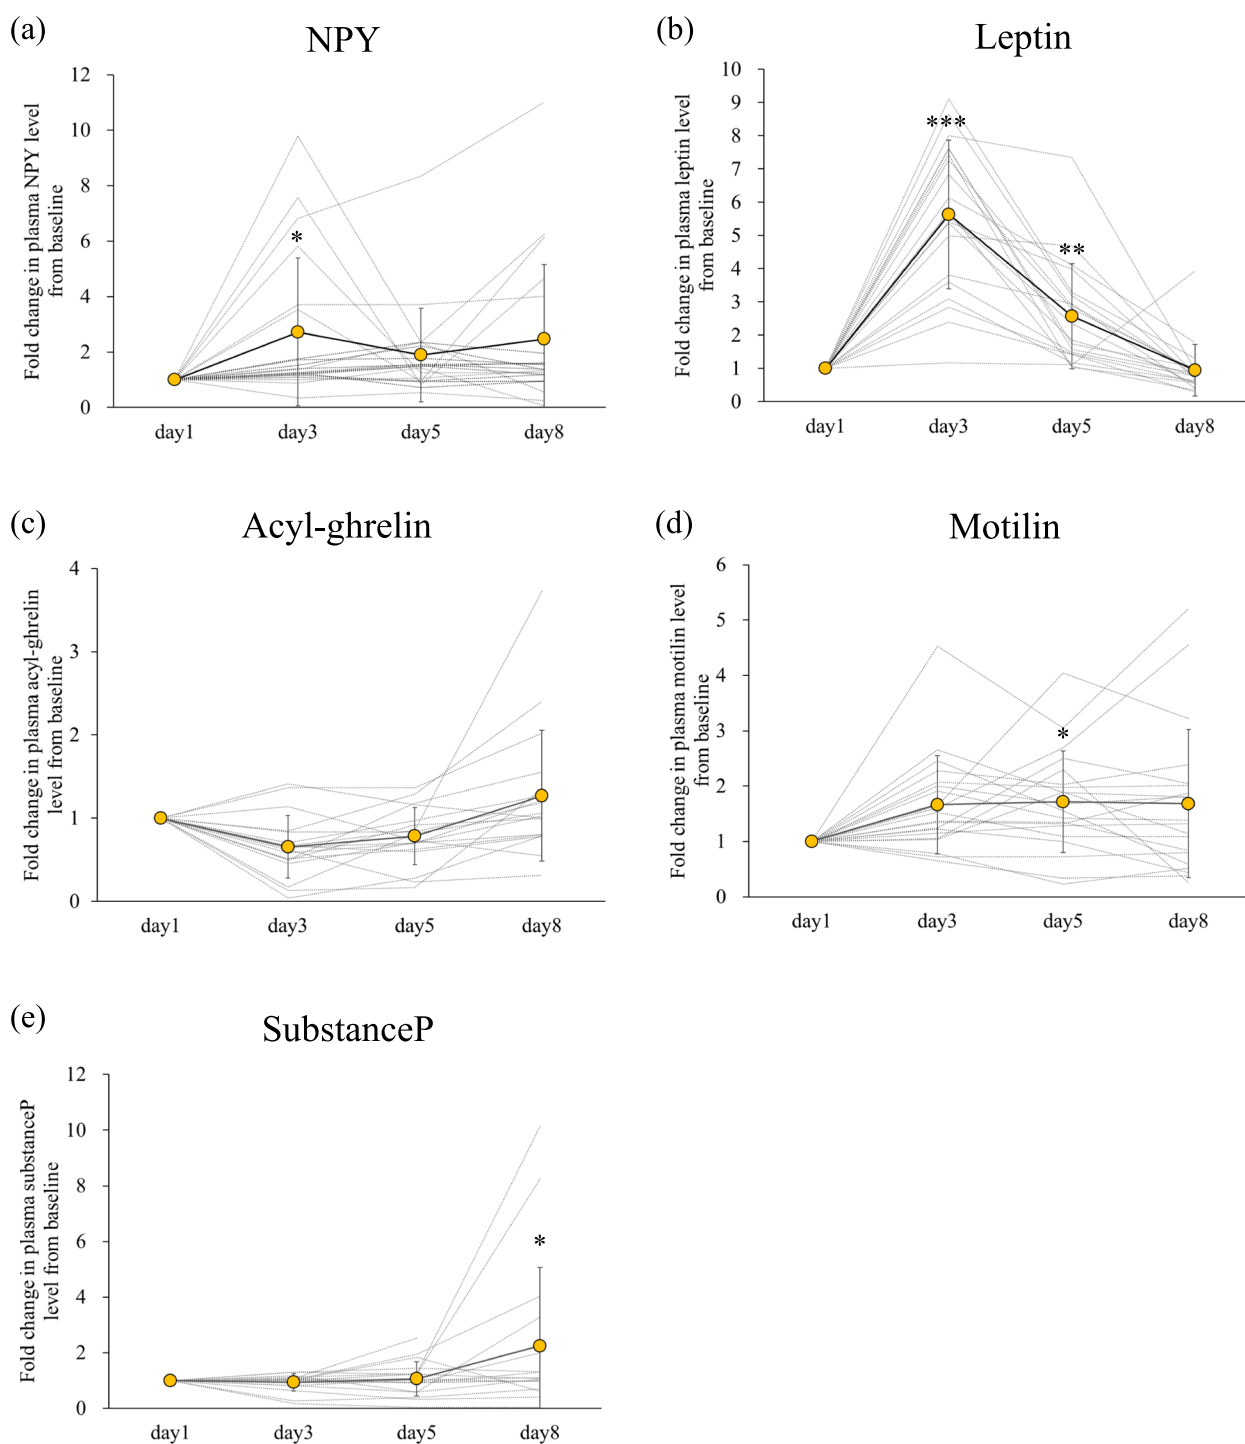 (a)
NPY
Fold change in plasma NPY level
from baseline
12
10
8
6
4
2
0
*
day1 day3 day5 day8
(b)
Leptin
Fold change in plasma leptin level
from baseline
10
9
8
7
6
5
4
3
2
1
0
***
**
day1 day3 day5 day8
(c)
Acyl-ghrelin
Fold change in plasma acyl-ghrelin
level from baseline
4
3
2
1
0
day1 day3 day5 day8
(d)
Motilin
Fold change in plasma motilin level
from baseline
6
5
4
3
2
1
0
*
day1 day3 day5 day8
(e)
SubstanceP
Fold change in plasma substanceP
level from baseline
12
10
8
6
4
2
0
*
day1 day3 day5 day8